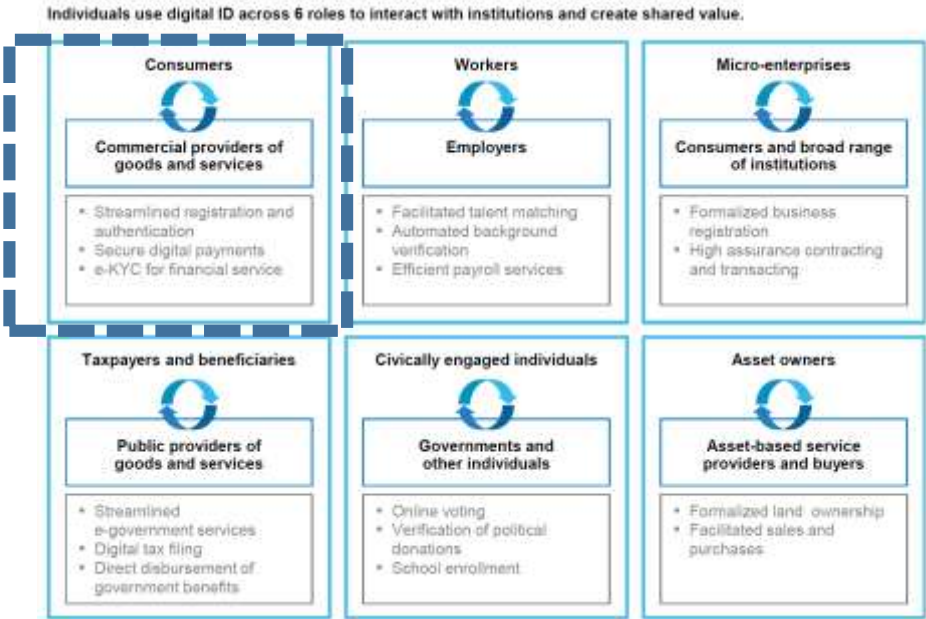 Individuals use digital ID across 6 roles to interact with institutions and create shared value.
Consumers
Commercial providers of
goods and services
• Streamlined registration and
authentication
• Secure digital payments
• e-KYC for financial service
Workers
Employers
• Facilitated talent matching
• Automated background
verification
• Efficient payroll services
Micro-enterprises
Consumers and broad range
of institutions
• Formalized business
registration
• High assurance contracting
and transacting
Taxpayers and beneficiaries
Public providers of
goods and services
• Streamlined
e-government services
• Digital tax filing
• Direct disbursement of
government benefits
Civically engaged individuals
Governments and
other individuals
• Online voting
• Verification of political
donations
• School enrollment
Asset owners
Asset-based service
providers and buyers
• Formalized land ownership
• Facilitated sales and
purchases